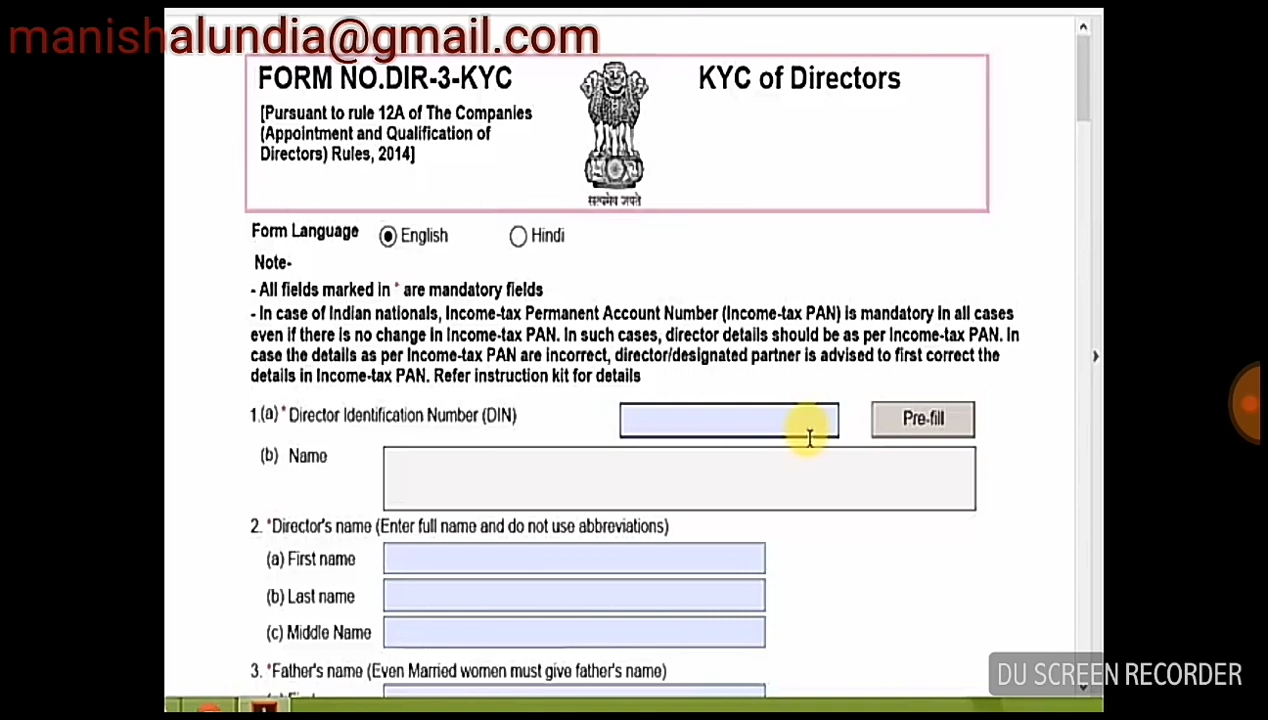 manishalundia@gmail.com
FORM NO.DIR-3-KYC
KYC of Directors
[Pursuant to rule 12A of The Companies
(Appointment and Qualification of
Directors) Rules, 2014]
सत्यमेव जयते
Form Language English Hindi
Note-
- All fields marked in * are mandatory fields
- In case of Indian nationals, Income-tax Permanent Account Number (Income-tax PAN) is mandatory in all cases
even if there is no change in Income-tax PAN. In such cases, director details should be as per Income-tax PAN. In
case the details as per Income-tax PAN are incorrect, director/designated partner is advised to first correct the
details in Income-tax PAN. Refer instruction kit for details
1.(a) * Director Identification Number (DIN) Pre-fill
(b) Name
2. *Director's name (Enter full name and do not use abbreviations)
(a) First name
(b) Last name
(c) Middle Name
3. *Father's name (Even Married women must give father's name)
DU SCREEN RECORDER